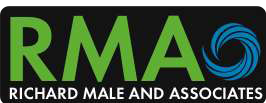 RMA
RICHARD MALE AND ASSOCIATES